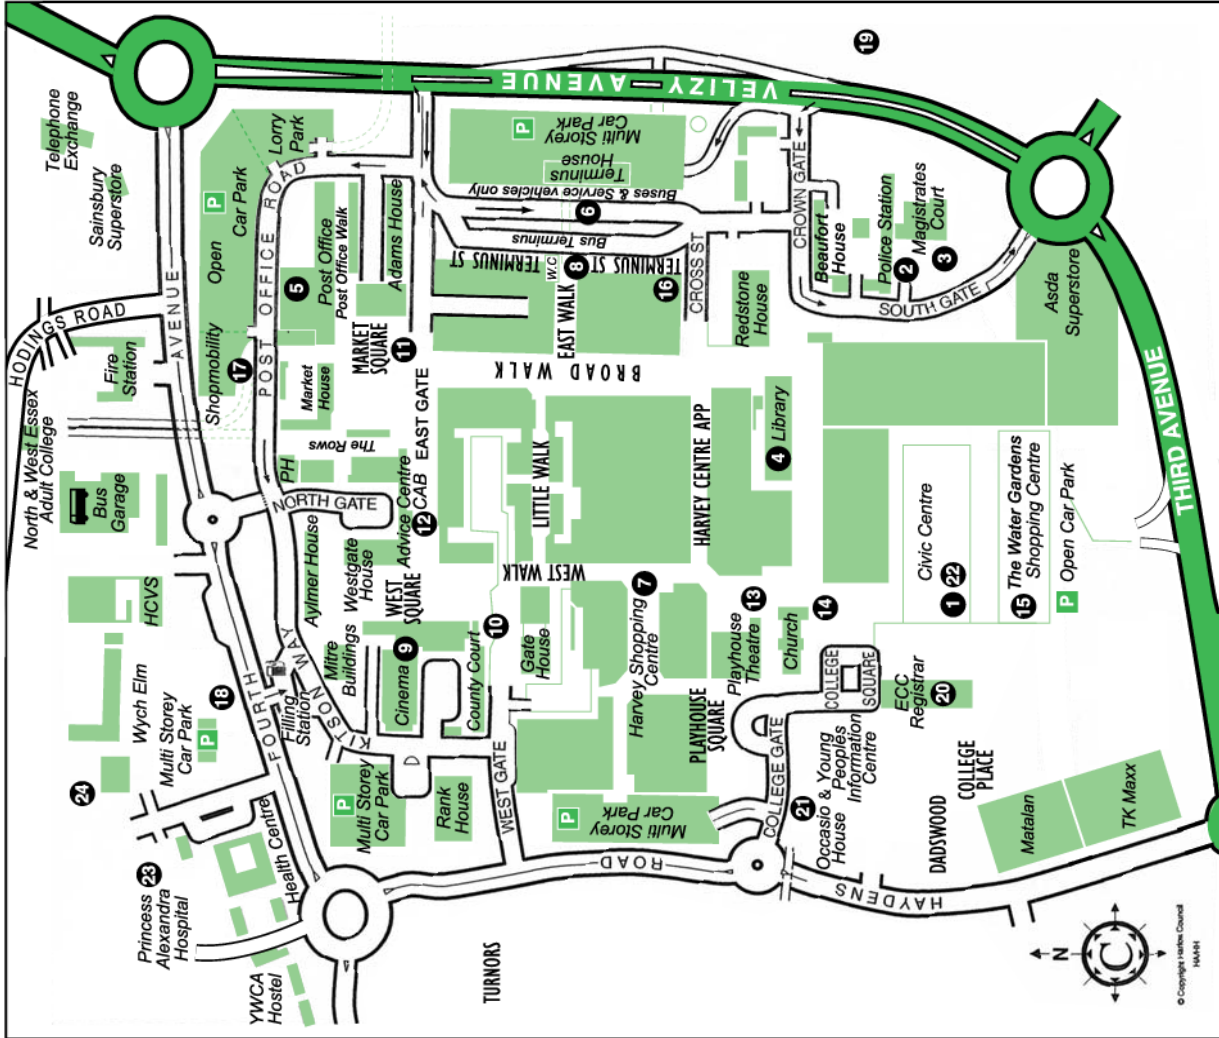 Telephone
Exchange
Sainsbury
Superstore
HODINGS ROAD
Fire
Station
North & West Essex
Adult College
Bus
Garage
HCVS
Wych Elm
Multi Storey
Car Park
P
18
24
23
Princess
Alexandra
Hospital
Health Centre
YWCA
Hostel
TURNORS
FOURTH
AVENUE
Open
Car Park
P
Lorry
Park
Shopmobility
17
POST OFFICE ROAD
5
Post Office
Post Office Walk
Adams House
MARKET
SQUARE
11
Market
House
The Rows
PH
NORTH GATE
EAST GATE
CAB
Advice Centre
12
Aylmer House
Westgate
House
WEST
SQUARE
Mitre
Buildings
Filling
Station
KITSON WAY
Cinema
9
County Court
10
Multi Storey
Car Park
P
D
Rank
House
WEST GATE
Gate
House
WEST WALK
LITTLE WALK
EAST WALK
BROAD WALK
VELIZY AVENUE
19
P
Multi Storey
Car Park
Terminus
House
Buses & Service vehicles only
6
Bus Terminus
TERMINUS ST
W.C
8
TERMINUS ST
16
CROSS ST
Redstone
House
CROWN GATE
Beaufort
House
Police Station
2
Magistrates
Court
3
SOUTH GATE
Asda
Superstore
THIRD AVENUE
HARVEY CENTRE APP
4
Library
7
Harvey Shopping
Centre
13
Playhouse
Theatre
PLAYHOUSE
SQUARE
14
Church
P
Multi Storey
Car Park
COLLEGE GATE
COLLEGE
SQUARE
ECC
Registrar
20
Civic Centre
1
22
The Water Gardens
Shopping Centre
15
P
Open Car Park
21
Occasio & Young
House Peoples
Information
Centre
COLLEGE
PLACE
DADSWOOD
Matalan
TK Maxx
HAYDENS
ROAD
N
C
© Copyright Harlow Council